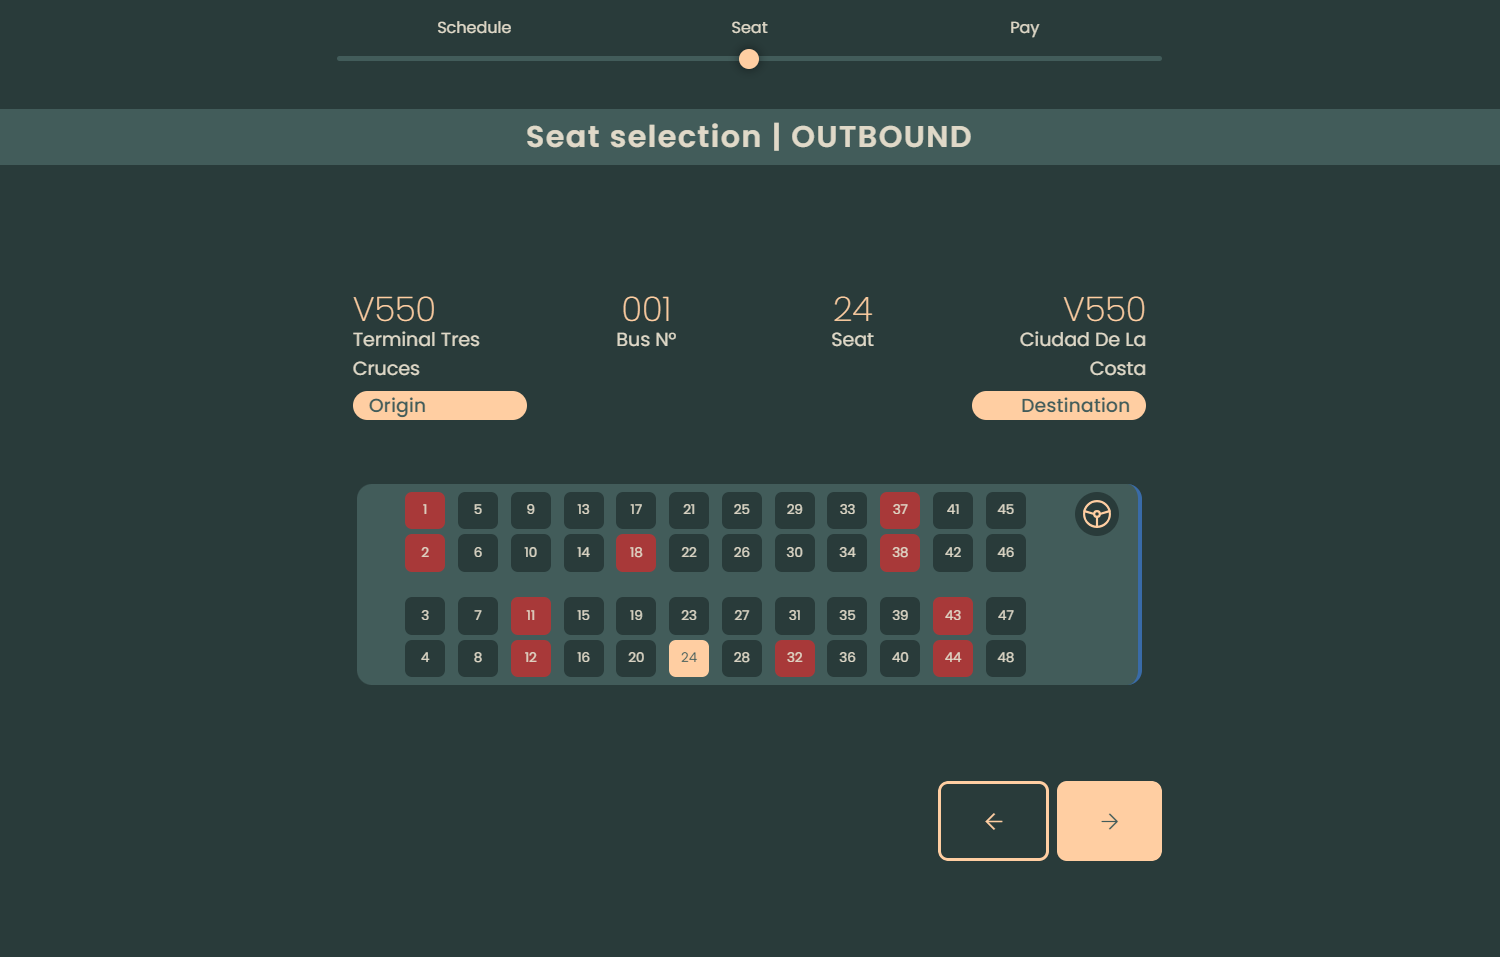 Schedule Seat Pay
Seat selection | OUTBOUND
V550 001 24 V550
Terminal Tres Bus Nº Seat Ciudad De La
Cruces Costa
Origin Destination
1 5 9 13 17 21 25 29 33 37 41 45
2 6 10 14 18 22 26 30 34 38 42 46
3 7 11 15 19 23 27 31 35 39 43 47
4 8 12 16 20 24 28 32 36 40 44 48